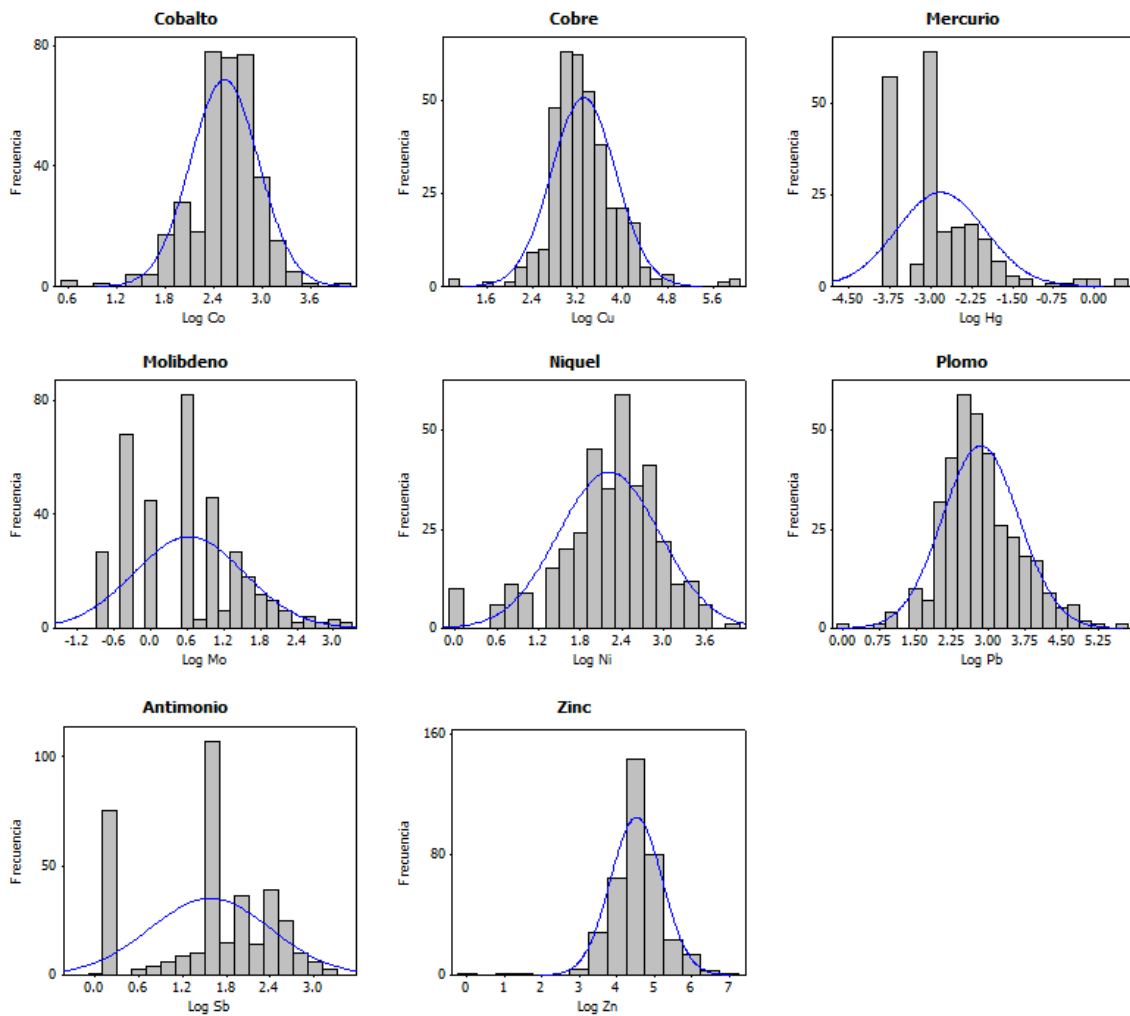 Cobalto
Cobre
Mercurio
80
40
0
Frecuencia
0.6 1.2 1.8 2.4 3.0 3.6
Log Co
50
25
0
Frecuencia
1.6 2.4 3.2 4.0 4.8 5.6
Log Cu
50
25
0
Frecuencia
-4.50 -3.75 -3.00 -2.25 -1.50 -0.75 0.00
Log Hg
Molibdeno
Niquel
Plomo
80
40
0
Frecuencia
-1.2 -0.6 0.0 0.6 1.2 1.8 2.4 3.0
Log Mo
50
25
0
Frecuencia
0.0 0.6 1.2 1.8 2.4 3.0 3.6
Log Ni
50
25
0
Frecuencia
0.00 0.75 1.50 2.25 3.00 3.75 4.50 5.25
Log Pb
Antimonio
Zinc
100
50
0
Frecuencia
0.0 0.6 1.2 1.8 2.4 3.0
Log Sb
160
80
0
Frecuencia
0 1 2 3 4 5 6 7
Log Zn